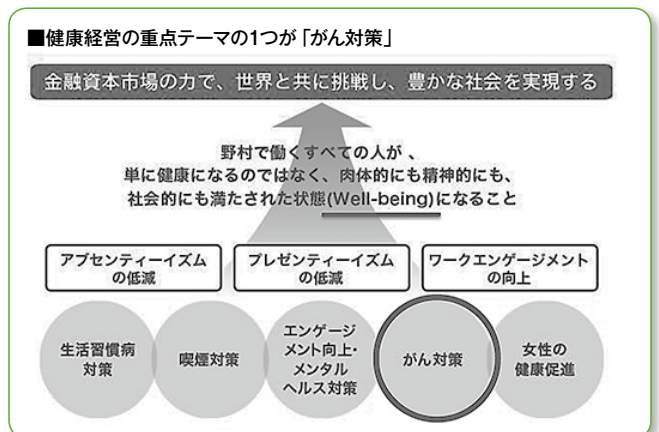 ■健康経営の重点テーマの1つが「がん対策」
金融資本市場の力で、世界と共に挑戦し、豊かな社会を実現する
野村で働くすべての人が、
単に健康になるのではなく、肉体的にも精神的にも、
社会的にも満たされた状態(Well-being)になること
アブセンティーイズム
の低減
プレゼンティーイズム
の低減
ワークエンゲージメント
の向上
生活習慣病
対策
喫煙対策
エンゲージ
メント向上・
メンタル
ヘルス対策
がん対策
女性の
健康促進